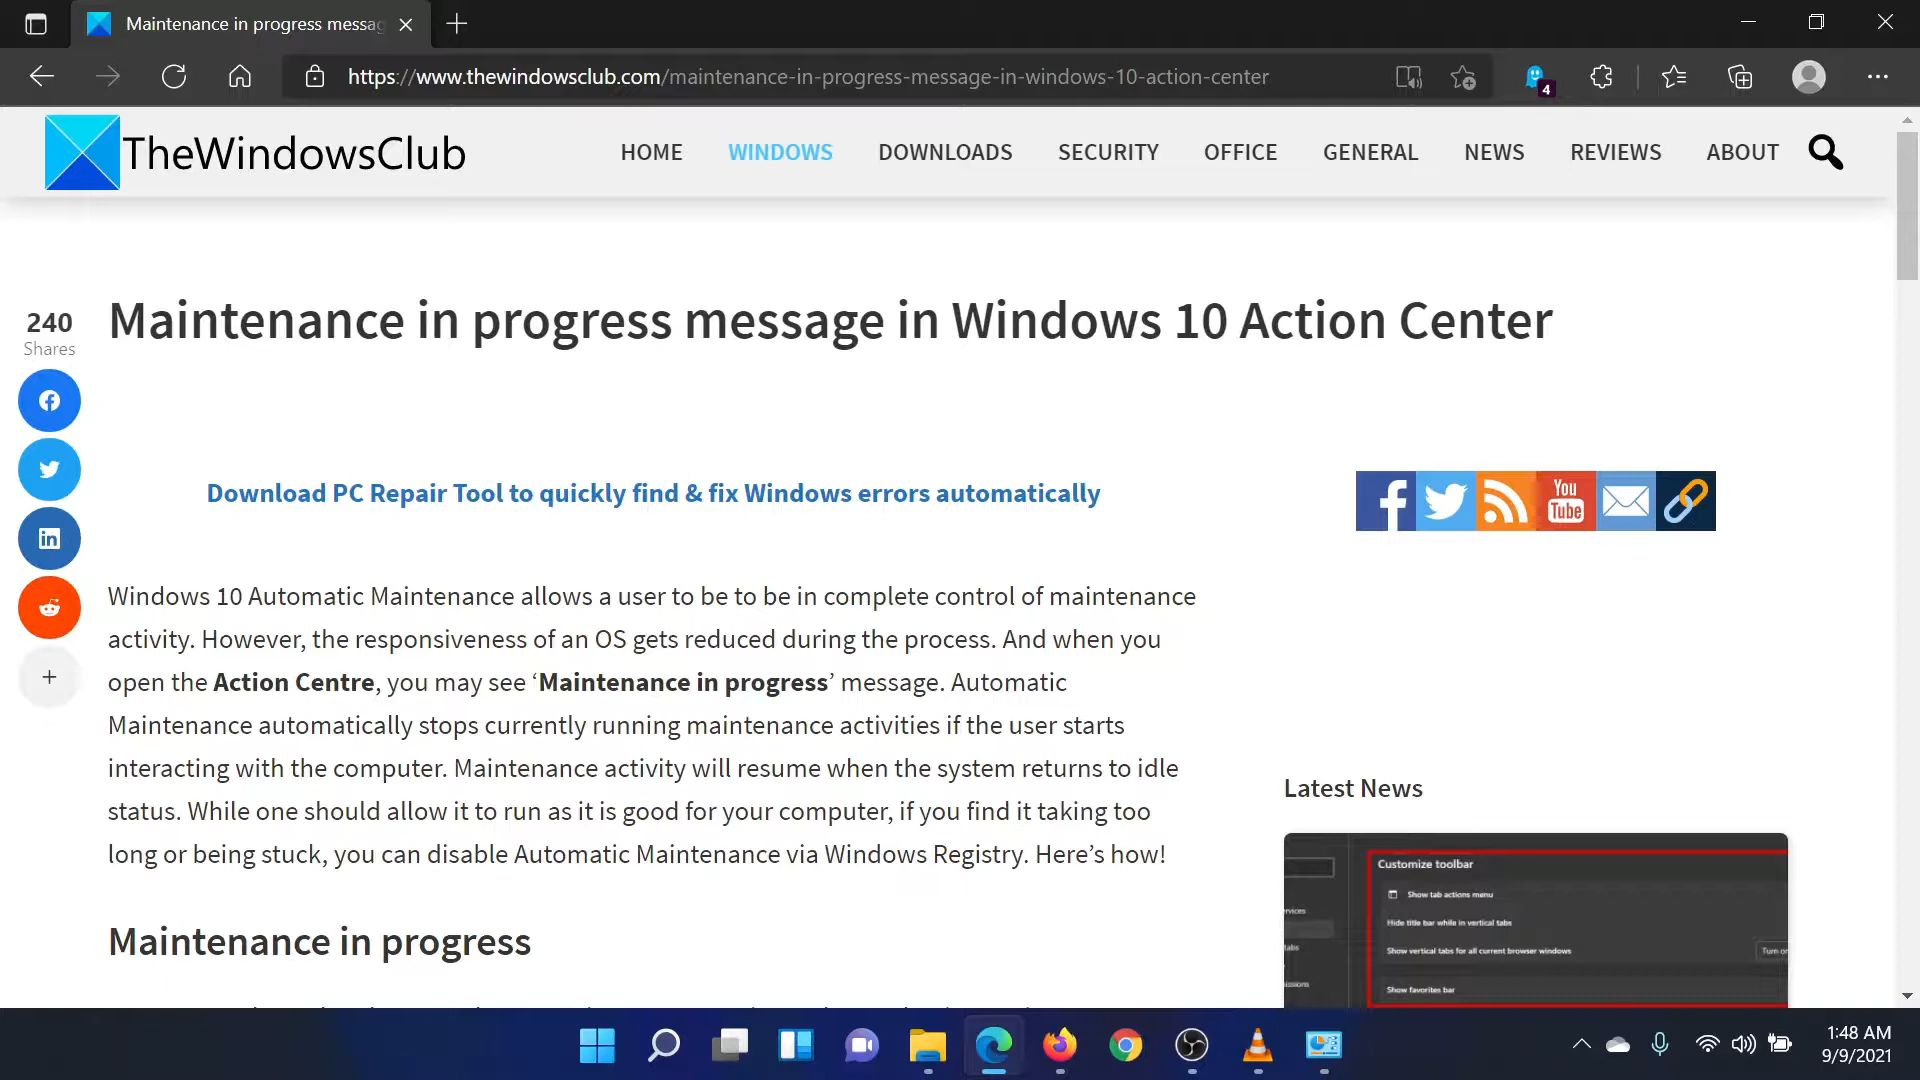 Maintenance in progress messag
https://www.thewindowsclub.com/maintenance-in-progress-message-in-windows-10-action-center
4
TheWindowsClub
HOME WINDOWS DOWNLOADS SECURITY OFFICE GENERAL NEWS REVIEWS ABOUT
240
Shares
Maintenance in progress message in Windows 10 Action Center
Download PC Repair Tool to quickly find & fix Windows errors automatically
You
Tube
Windows 10 Automatic Maintenance allows a user to be to be in complete control of maintenance
activity. However, the responsiveness of an OS gets reduced during the process. And when you
open the Action Centre, you may see ‘Maintenance in progress’ message. Automatic
Maintenance automatically stops currently running maintenance activities if the user starts
interacting with the computer. Maintenance activity will resume when the system returns to idle
status. While one should allow it to run as it is good for your computer, if you find it taking too
long or being stuck, you can disable Automatic Maintenance via Windows Registry. Here’s how!
Maintenance in progress
Latest News
Customize toolbar
Show tab actions menu
Hide title bar while in vertical tabs
Show vertical tabs for all current browser windows
Turn on
Show favorites bar
1:48 AM
9/9/2021